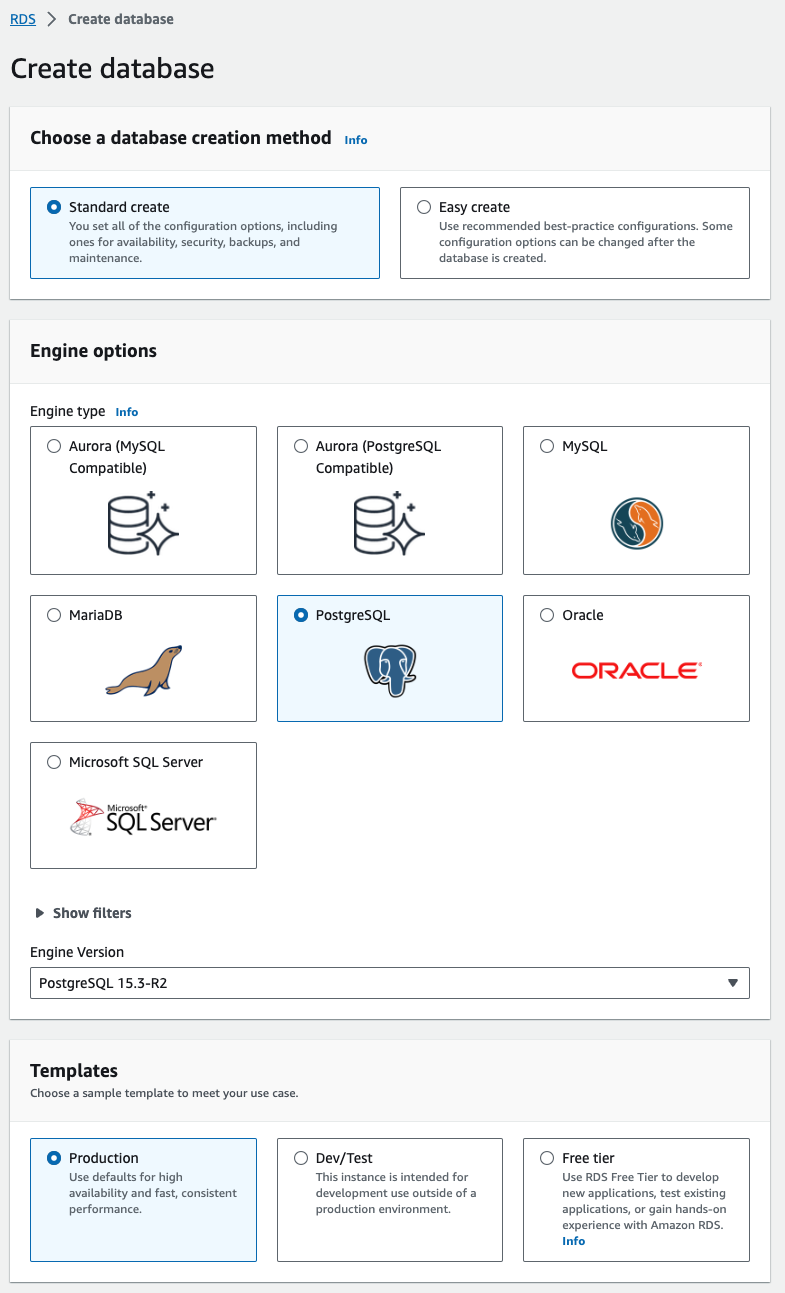 RDS > Create database
Create database
Choose a database creation method Info
Standard create
You set all of the configuration options, including
ones for availability, security, backups, and
maintenance.
Easy create
Use recommended best-practice configurations. Some
configuration options can be changed after the
database is created.
Engine options
Engine type Info
Aurora (MySQL
Compatible)
Aurora (PostgreSQL
Compatible)
MySQL
MariaDB
PostgreSQL
Oracle
ORACLE®
Microsoft SQL Server
Microsoft®
SQL Server®
Show filters
Engine Version
PostgreSQL 15.3-R2
Templates
Choose a sample template to meet your use case.
Production
Use defaults for high
availability and fast, consistent
performance.
Dev/Test
This instance is intended for
development use outside of a
production environment.
Free tier
Use RDS Free Tier to develop
new applications, test existing
applications, or gain hands-on
experience with Amazon RDS.
Info